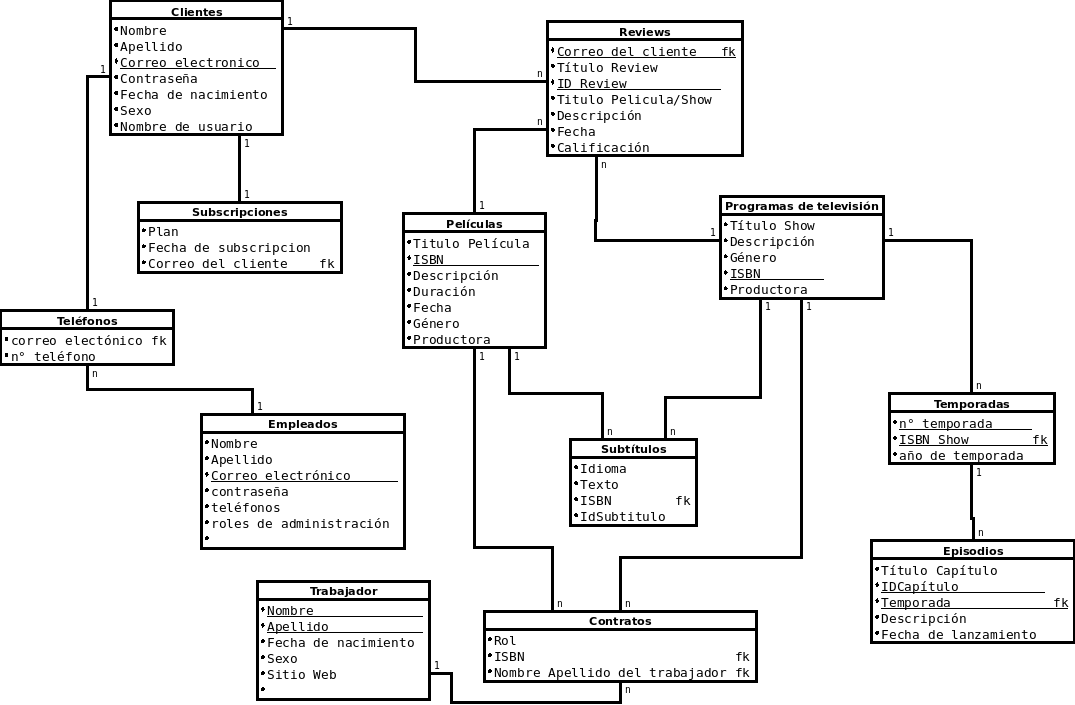 Clientes
Nombre
Apellido
Correo electronico
Contraseña
Fecha de nacimiento
Sexo
Nombre de usuario
1
1
1
Reviews
Correo del cliente fk
Título Review
ID Review
Titulo Pelicula/Show
Descripción
Fecha
Calificación
n
n
n
Subscripciones
Plan
Fecha de subscripcion
Correo del cliente fk
1
Películas
Titulo Película
ISBN
Descripción
Duración
Fecha
Género
Productora
1
1
1
Programas de televisión
Título Show
Descripción
Género
ISBN
Productora
1
1
1
1
Teléfonos
correo electónico fk
n° teléfono
1
n
Empleados
Nombre
Apellido
Correo electrónico
contraseña
teléfonos
roles de administración
1
Subtítulos
Idioma
Texto
ISBN fk
IdSubtitulo
n
n
Temporadas
n° temporada
ISBN Show fk
año de temporada
n
1
Episodios
Título Capítulo
IDCapítulo
Temporada fk
Descripción
Fecha de lanzamiento
n
Trabajador
Nombre
Apellido
Fecha de nacimiento
Sexo
Sitio Web
1
Contratos
Rol
ISBN fk
Nombre Apellido del trabajador fk
n
n
n